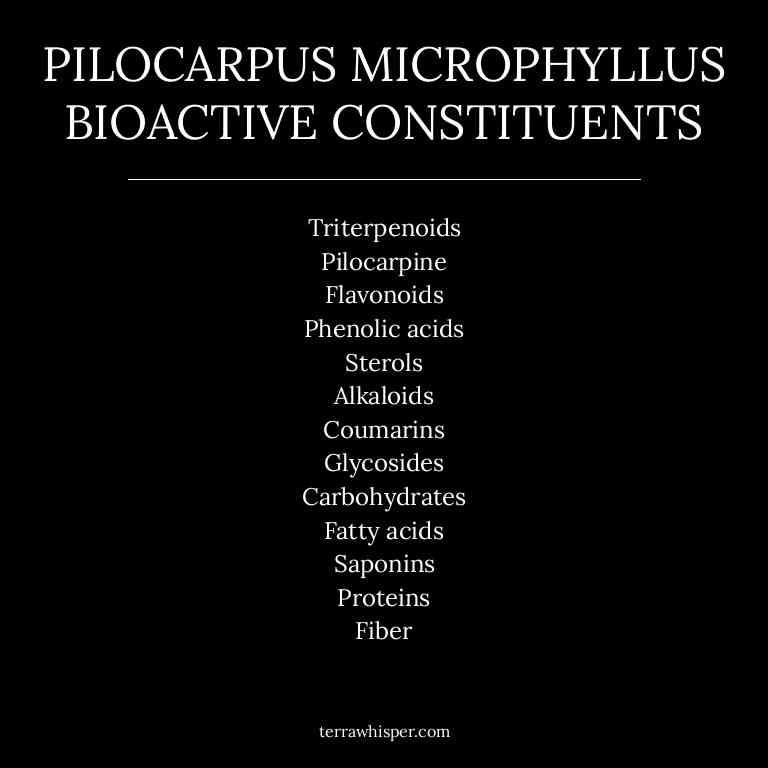 PILOCARPUS MICROPHYLLUS
BIOACTIVE CONSTITUENTS
Triterpenoids
Pilocarpine
Flavonoids
Phenolic acids
Sterols
Alkaloids
Coumarins
Glycosides
Carbohydrates
Fatty acids
Saponins
Proteins
Fiber
terrawhisper.com